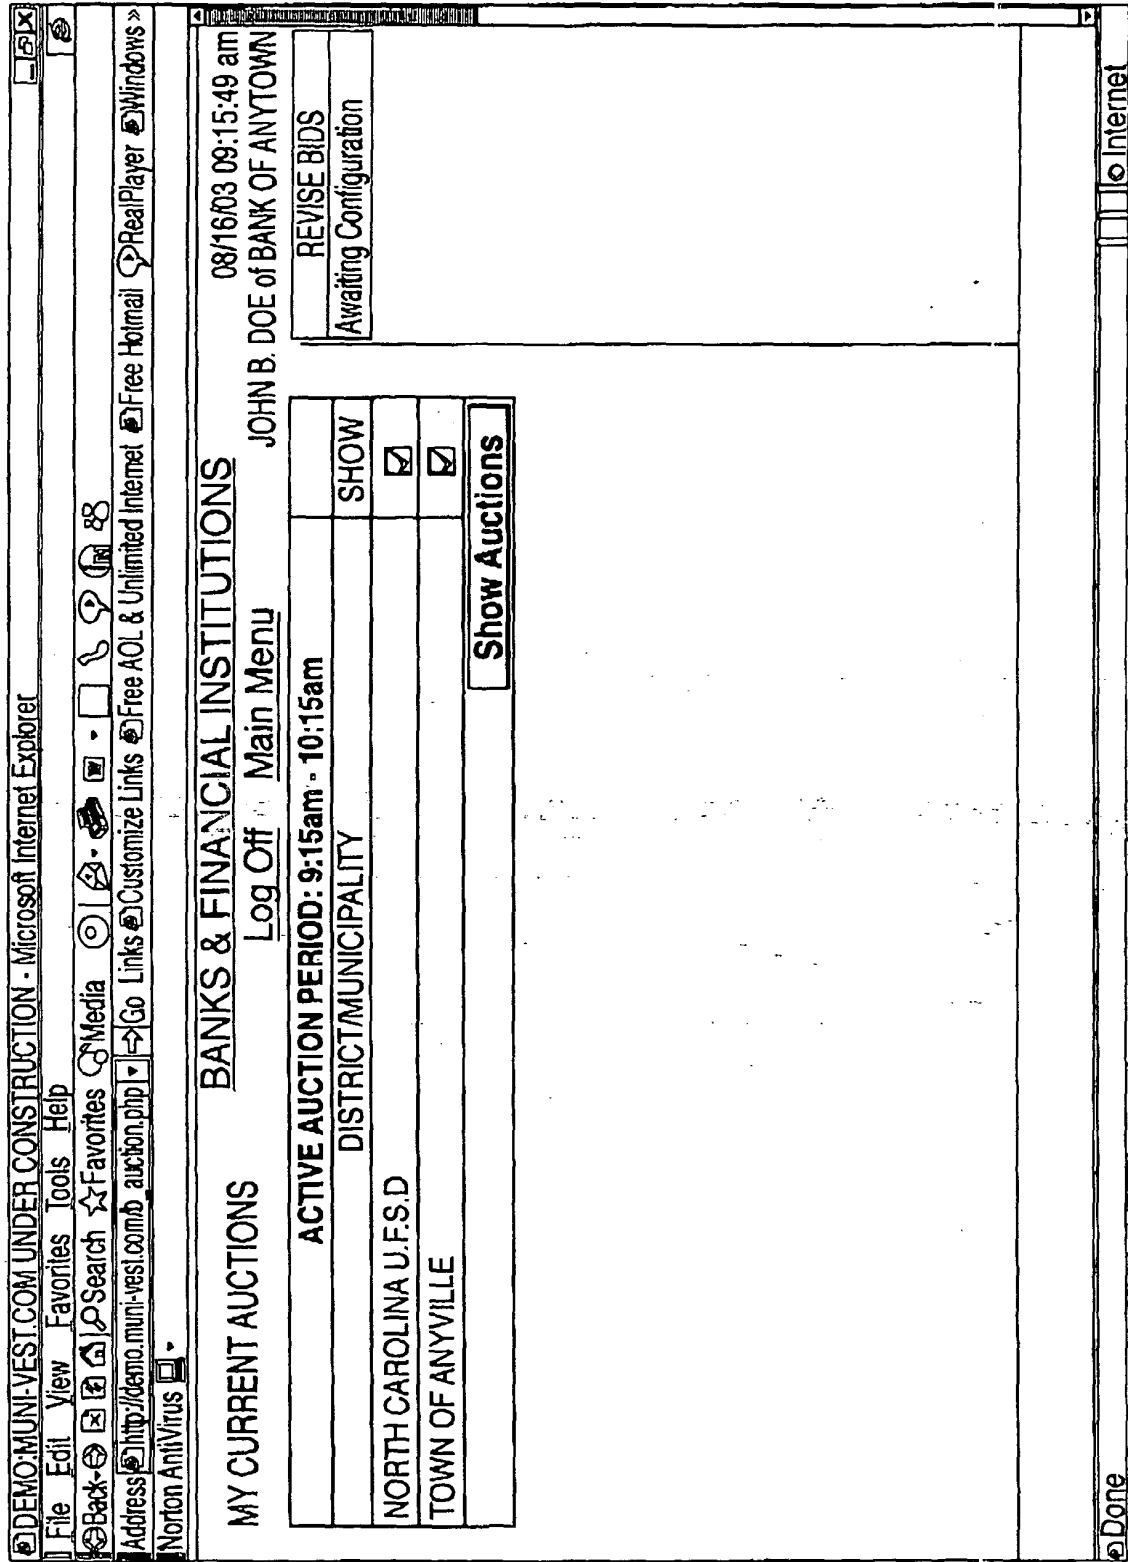 DEMO:MUNI-VEST.COM UNDER CONSTRUCTION - Microsoft Internet Explorer
File Edit View Favorites Tools Help
Back Search Favorites Media
Address http://demo.muni-vest.com/b_auction.php Go Links Customize Links Free AOL & Unlimited Internet Free Hotmail RealPlayer Windows »
Norton AntiVirus
BANKS & FINANCIAL INSTITUTIONS 08/16/03 09:15:49 am
MY CURRENT AUCTIONS Log Off Main Menu JOHN B. DOE of BANK OF ANYTOWN
ACTIVE AUCTION PERIOD: 9:15am - 10:15am
DISTRICT/MUNICIPALITY SHOW
NORTH CAROLINA U.F.S.D
TOWN OF ANYVILLE
Show Auctions
REVISE BIDS
Awaiting Configuration
Done Internet